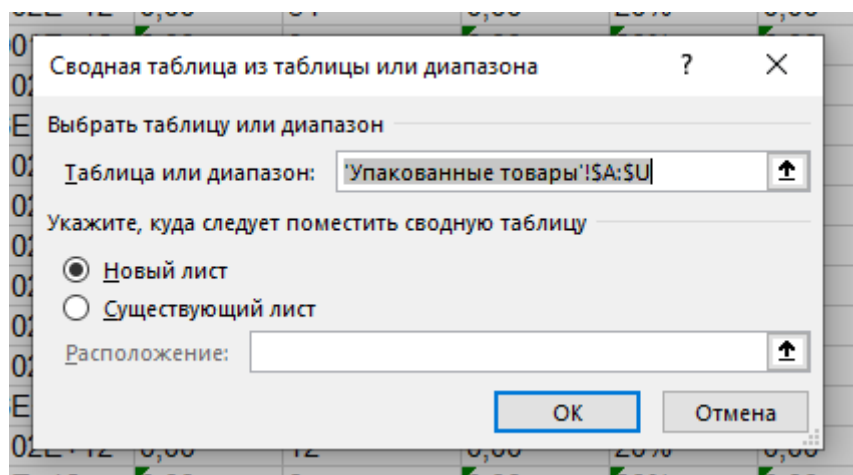 Сводная таблица из таблицы или диапазона ? ×
Выбрать таблицу или диапазон
Таблица или диапазон: 'Упакованные товары'!$A:$U
Укажите, куда следует поместить сводную таблицу
Новый лист
Существующий лист
Расположение:
ОК Отмена